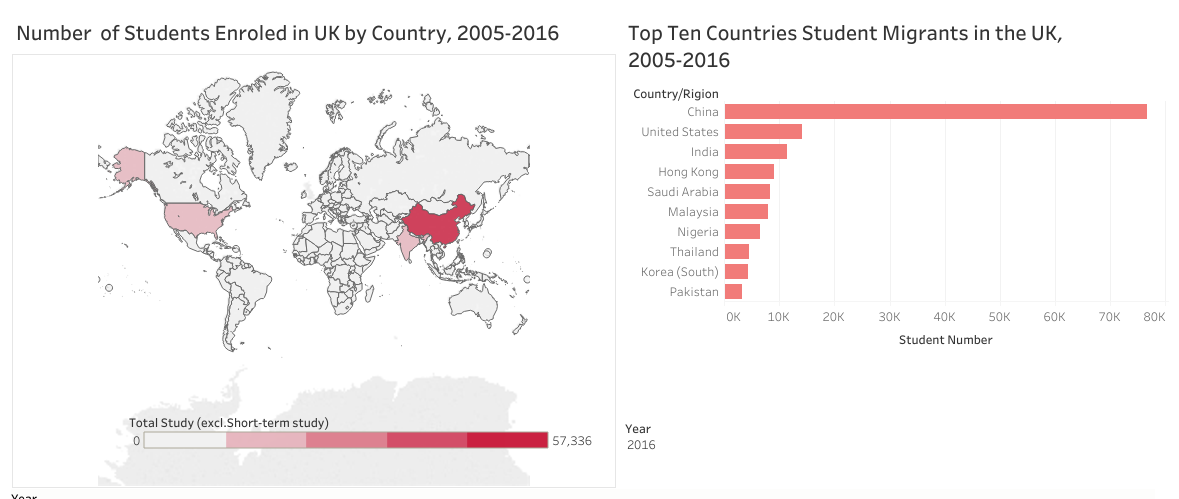 Number of Students Enroled in UK by Country, 2005-2016
Total Study (excl.Short-term study)
0 57,336
Year
Top Ten Countries Student Migrants in the UK,
2005-2016
Country/Rigion
China
United States
India
Hong Kong
Saudi Arabia
Malaysia
Nigeria
Thailand
Korea (South)
Pakistan
0K 10K 20K 30K 40K 50K 60K 70K 80K
Student Number
Year
2016